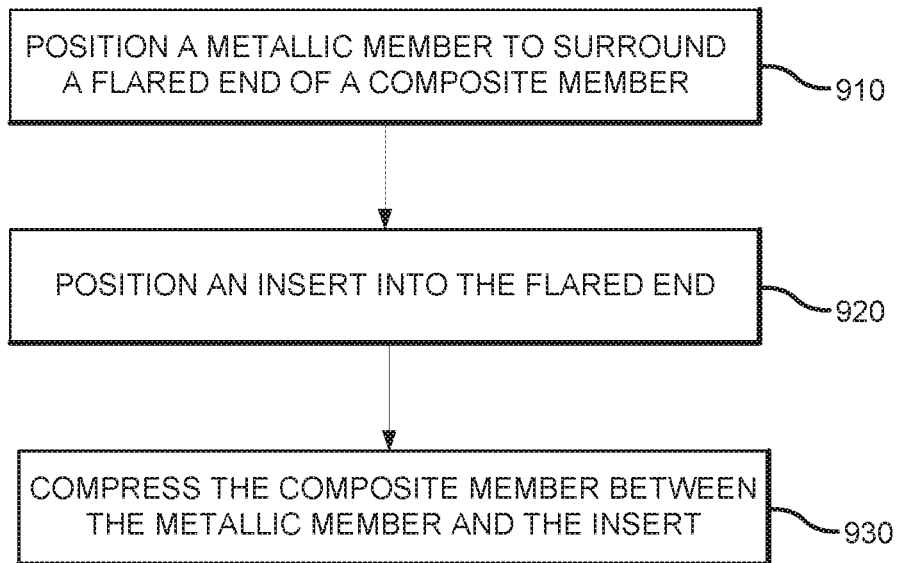 POSITION A METALLIC MEMBER TO SURROUND
A FLARED END OF A COMPOSITE MEMBER
910
POSITION AN INSERT INTO THE FLARED END
920
COMPRESS THE COMPOSITE MEMBER BETWEEN
THE METALLIC MEMBER AND THE INSERT
930